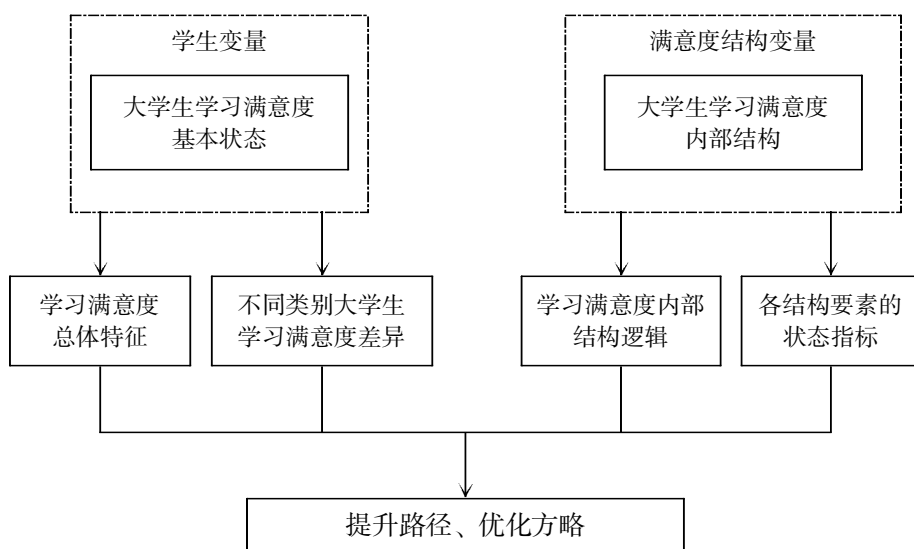 学生变量
大学生学习满意度
基本状态
满意度结构变量
大学生学习满意度
内部结构
学习满意度
总体特征
不同类别大学生
学习满意度差异
学习满意度内部
结构逻辑
各结构要素的
状态指标
提升路径、优化方略